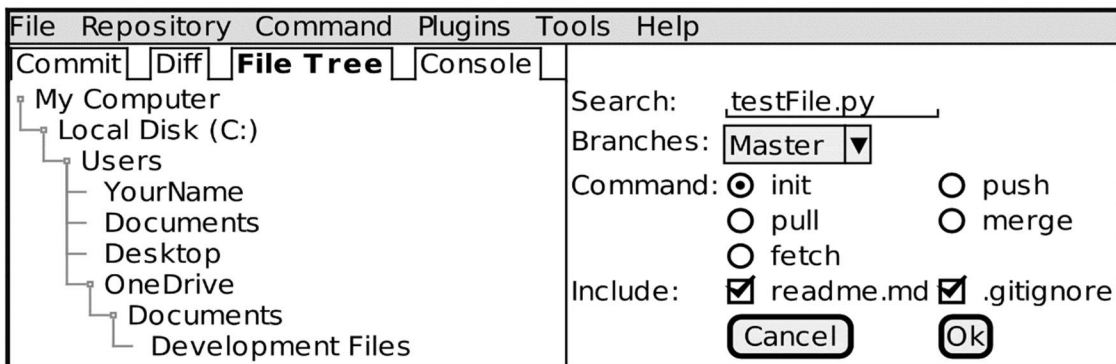 File Repository Command Plugins Tools Help
Commit Diff File Tree Console
My Computer
Local Disk (C:)
Users
YourName
Documents
Desktop
OneDrive
Documents
Development Files
Search: testFile.py
Branches: Master
Command: init push
pull merge
fetch
Include: readme.md .gitignore
Cancel Ok